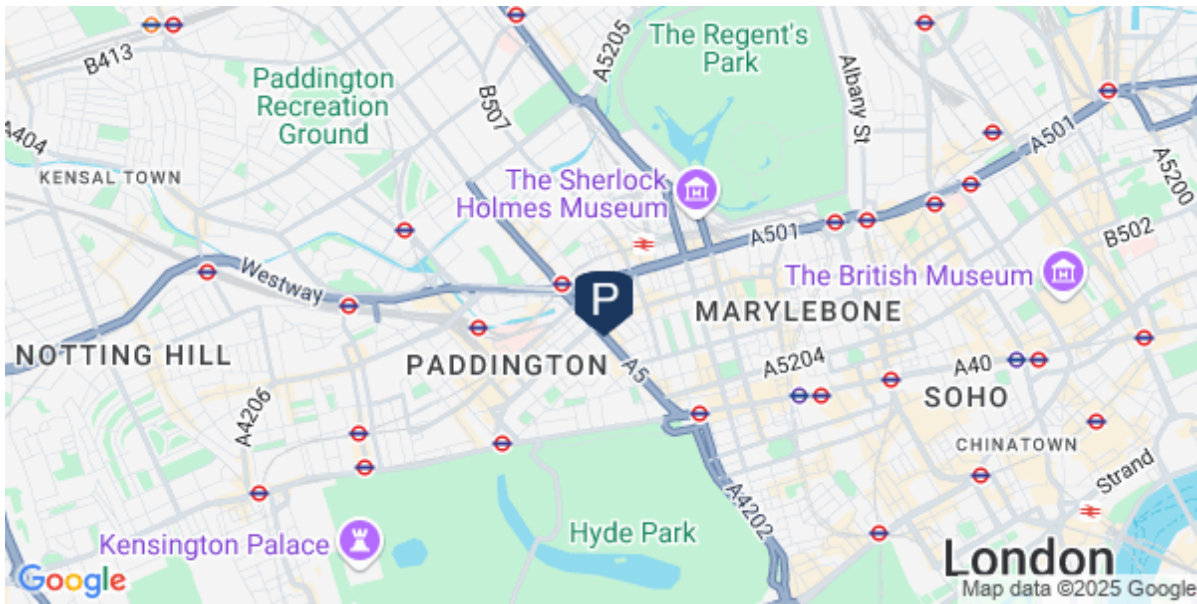 The Regent's
Park
A5205
B413
Paddington
Recreation
Ground
B507
Albany St
A501
A404
A5200
KENSAL TOWN
The Sherlock
Holmes Museum
A501
B502
Westway
The British Museum
P
MARYLEBONE
NOTTING HILL
PADDINGTON
A5
A5204
A40
SOHO
A4206
CHINATOWN
Strand
A4202
Hyde Park
Kensington Palace
London
Google
Map data ©2025 Google